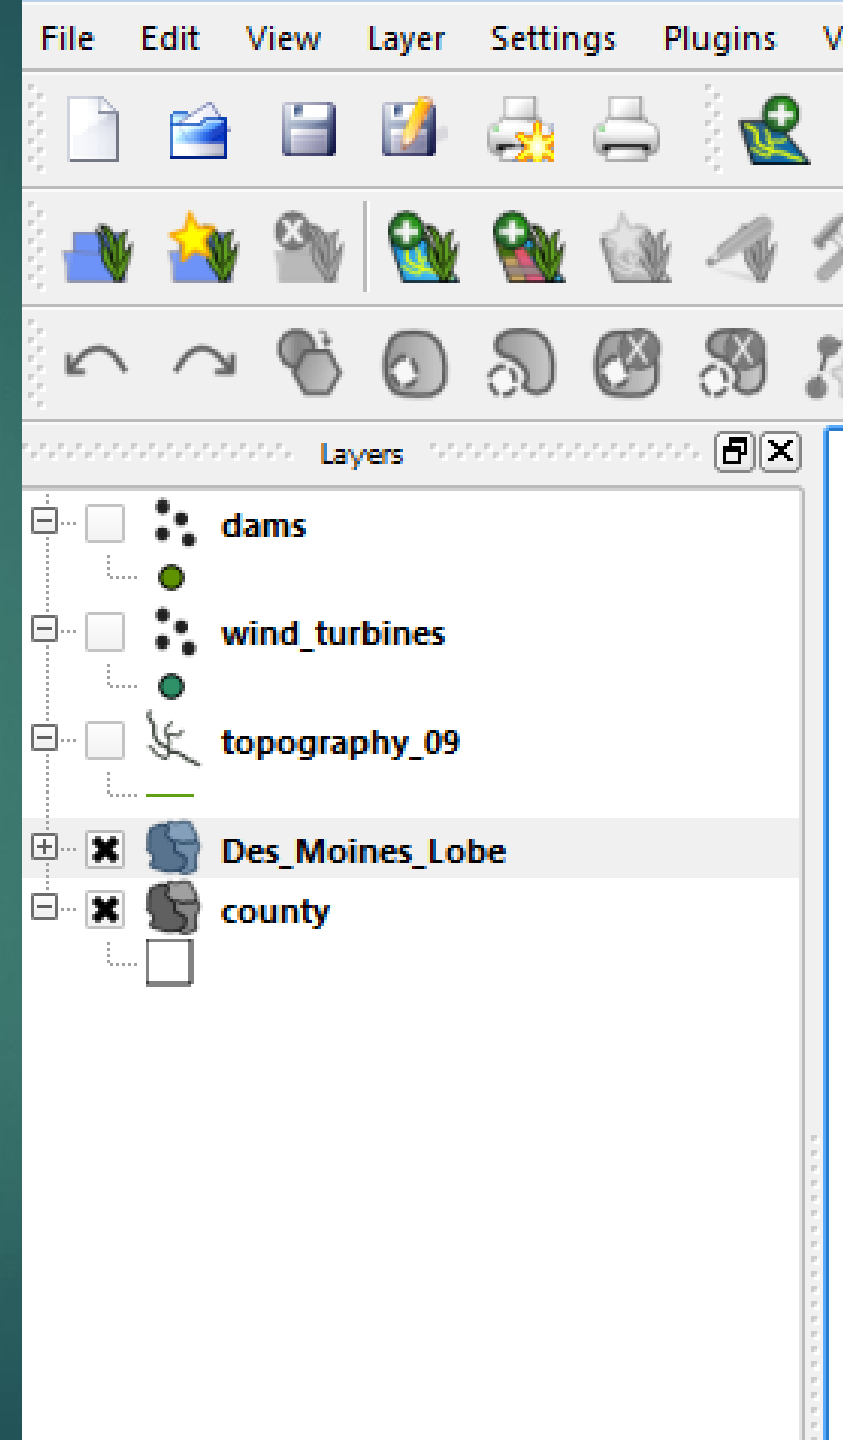 File Edit View Layer Settings Plugins
Layers
dams
wind_turbines
topography_09
Des_Moines_Lobe
county